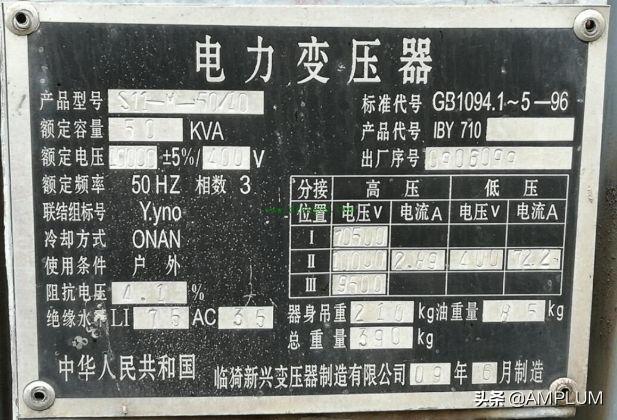 电力变压器
产品型号 S11-M-50/10 标准代号 GB1094.1~5-96
额定容量 50 KVA 产品代号 IBY 710
额定电压 10000 ±5%/ 400 V 出厂序号 0906099
额定频率 50 HZ 相数 3 分接 高压 低压
联结组标号 Y.yno 位置 电压V 电流A 电压V 电流A
冷却方式 ONAN I 10500
使用条件 户外 II 10000 2.89 400 72.2
阻抗电压 4.1 % III 9500
绝缘水平 LI 75 AC 35 器身吊重 210 kg 油重量 85 kg
总重量 390 kg
中华人民共和国 临猗新兴变压器制造有限公司 09 年 6 月制造
头条 @AMPLUM